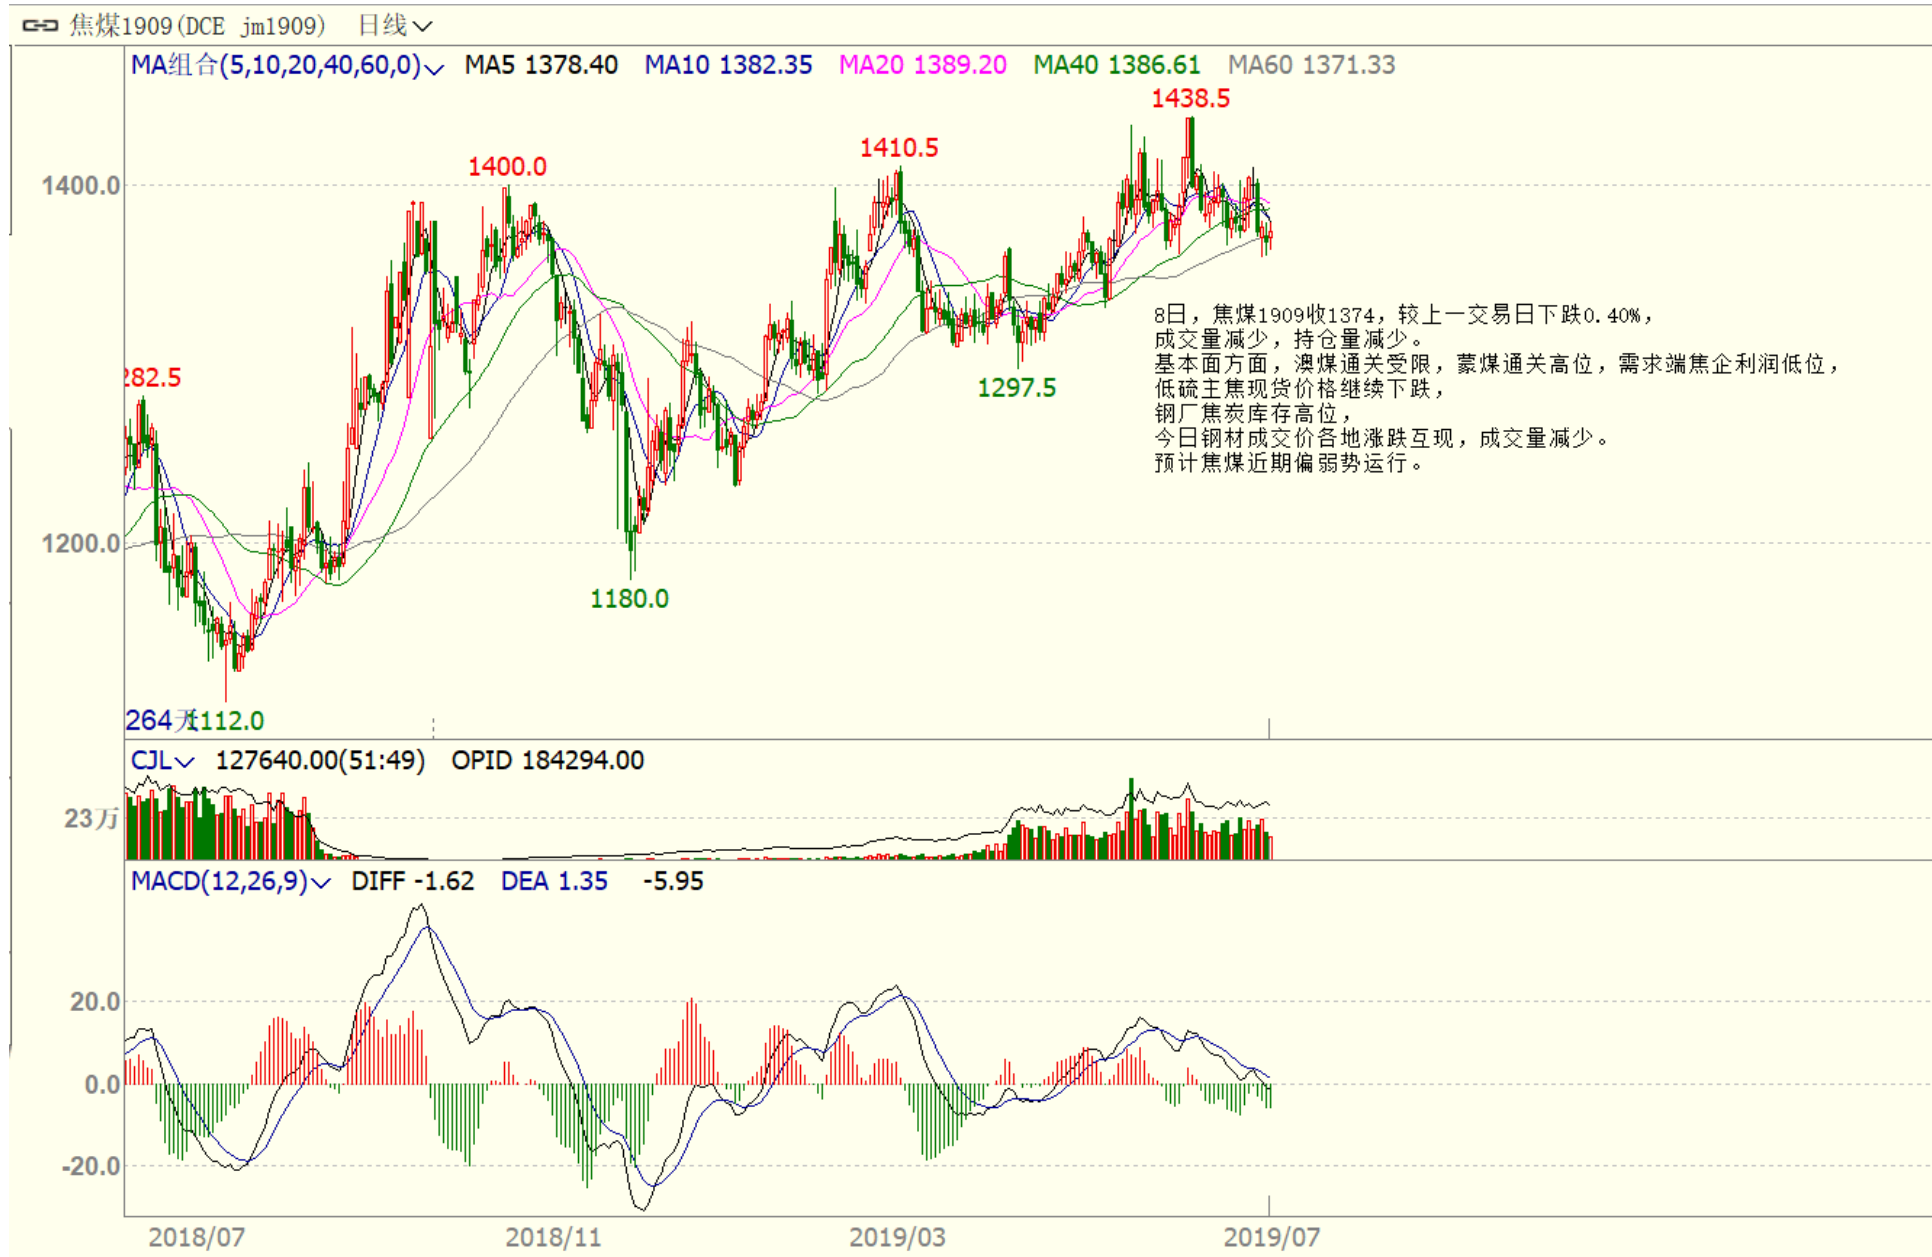 焦煤1909(DCE jm1909) 日线
MA组合(5,10,20,40,60,0) MA5 1378.40 MA10 1382.35 MA20 1389.20 MA40 1386.61 MA60 1371.33
1438.5
1410.5
1400.0
1400.0
8日，焦煤1909收1374，较上一交易日下跌0.40%，
成交量减少，持仓量减少。
基本面方面，澳煤通关受限，蒙煤通关高位，需求端焦企利润低位，
低硫主焦现货价格继续下跌，
钢厂焦炭库存高位，
今日钢材成交价各地涨跌互现，成交量减少。
预计焦煤近期偏弱势运行。
282.5
1297.5
1200.0
1180.0
264天
1112.0
CJL 127640.00(51:49) OPID 184294.00
23万
MACD(12,26,9) DIFF -1.62 DEA 1.35 -5.95
20.0
0.0
-20.0
2018/07 2018/11 2019/03 2019/07